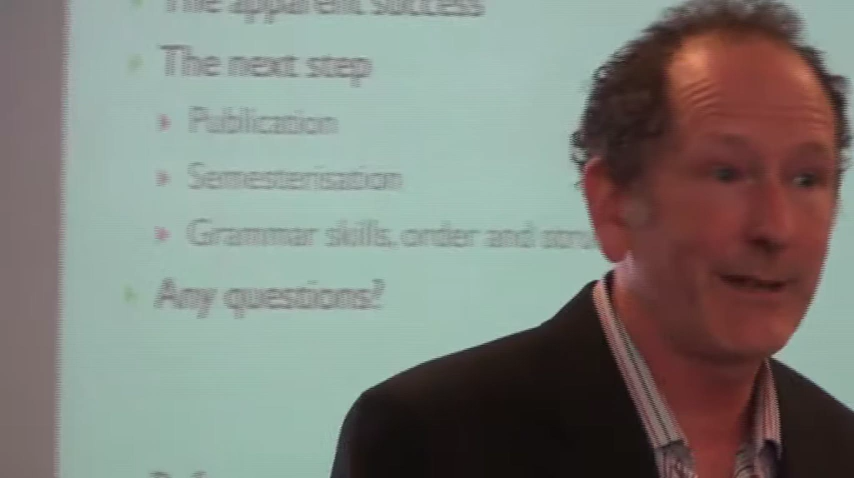 The apparent success
The next step
Publication
Semesterisation
Grammar skills, order and
Any questions?